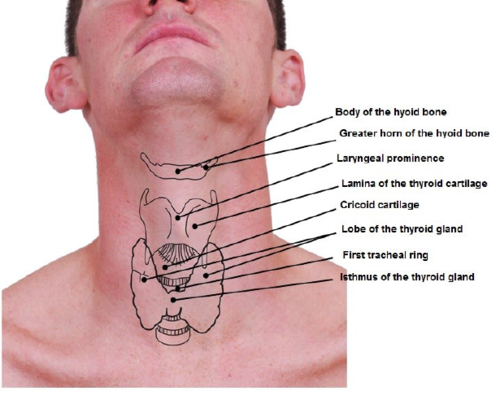 Body of the hyoid bone
Greater horn of the hyoid bone
Laryngeal prominence
Lamina of the thyroid cartilage
Cricoid cartilage
Lobe of the thyroid gland
First tracheal ring
Isthmus of the thyroid gland